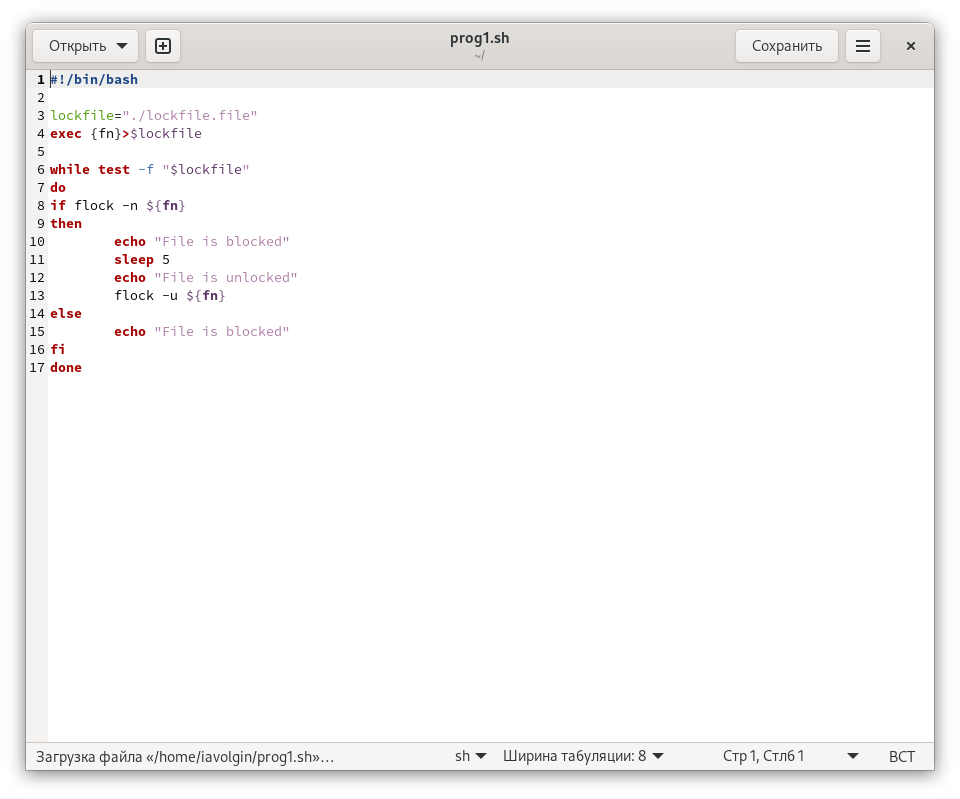 Открыть
prog1.sh
~/
Сохранить
1 #!/bin/bash
2
3 lockfile="./lockfile.file"
4 exec {fn}>$lockfile
5
6 while test -f "$lockfile"
7 do
8 if flock -n ${fn}
9 then
10         echo "File is blocked"
11         sleep 5
12         echo "File is unlocked"
13         flock -u ${fn}
14 else
15         echo "File is blocked"
16 fi
17 done
Загрузка файла «/home/iavolgin/prog1.sh»… sh Ширина табуляции: 8 Стр 1, Стлб 1 ВСТ